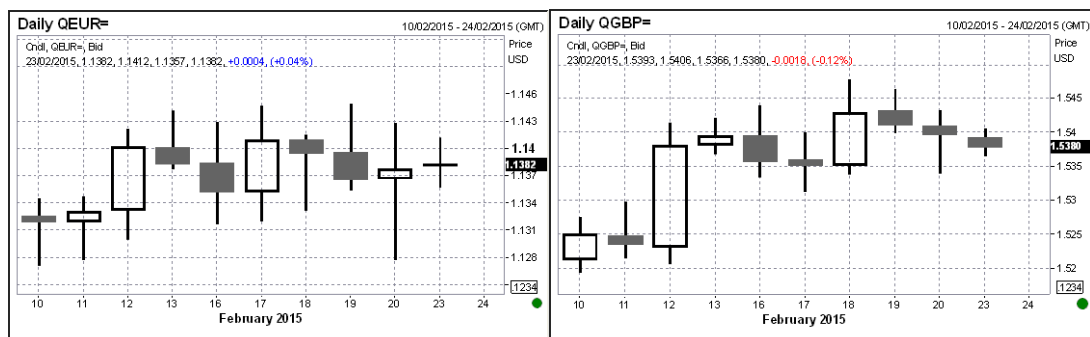 Daily QEUR=
10/02/2015 - 24/02/2015 (GMT)
Cndl, QEUR=, Bid
23/02/2015, 1.1382, 1.1412, 1.1357, 1.1382, +0.0004, (+0.04%)
Price
USD
1.146
1.143
1.14
1.1382
1.137
1.134
1.131
1.128
.1234
10 11 12 13 16 17 18 19 20 23 24
February 2015
Daily QGBP=
10/02/2015 - 24/02/2015 (GMT)
Cndl, QGBP=, Bid
23/02/2015, 1.5393, 1.5406, 1.5366, 1.5380, -0.0018, (-0.12%)
Price
USD
1.545
1.54
1.5380
1.535
1.53
1.525
1.52
.1234
10 11 12 13 16 17 18 19 20 23 24
February 2015